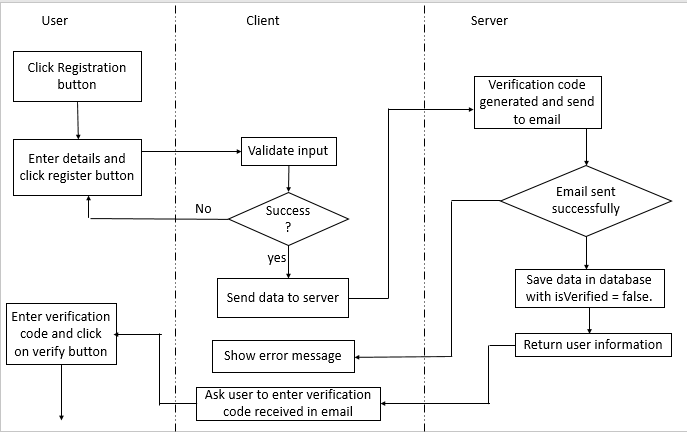 User
Client
Server
Click Registration
button
Verification code
generated and send
to email
Enter details and
click register button
Validate input
No
Success
?
yes
Email sent
successfully
Send data to server
Save data in database
with isVerified = false.
Enter verification
code and click
on verify button
Show error message
Return user information
Ask user to enter verification
code received in email